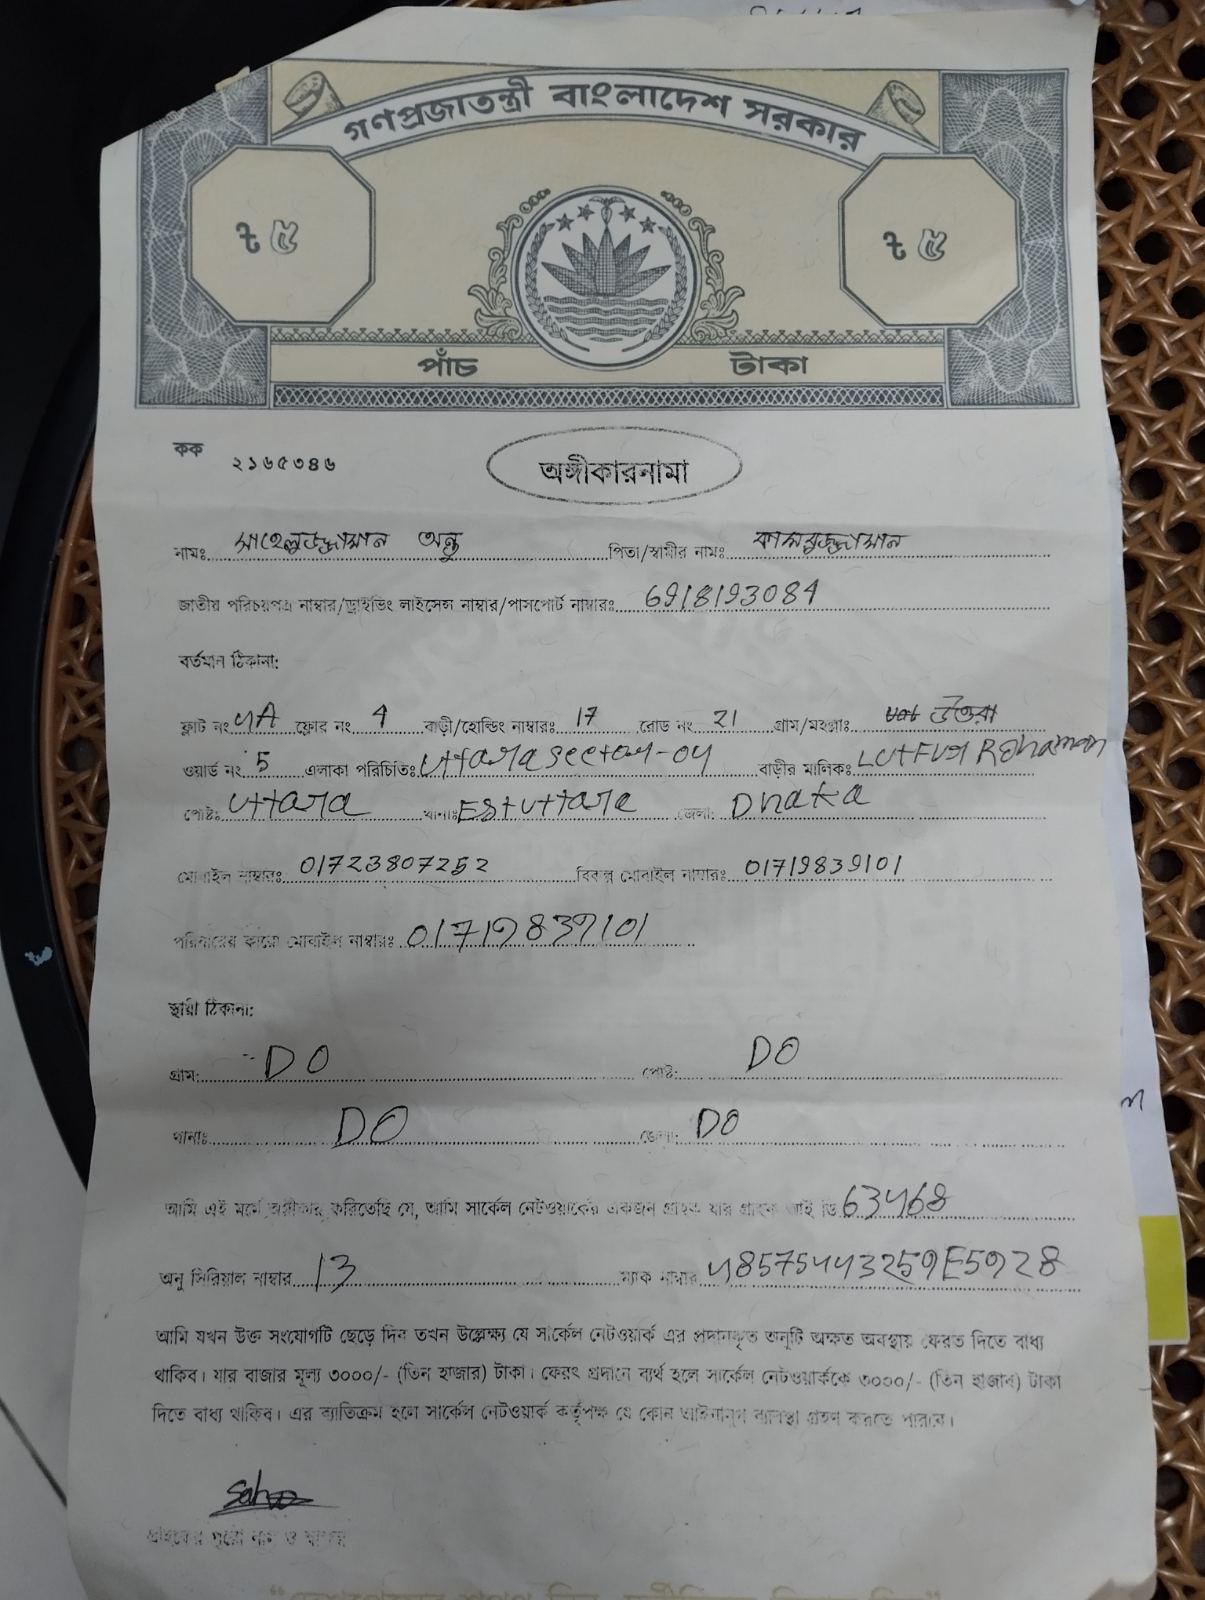 গণপ্রজাতন্ত্রী বাংলাদেশ সরকার
৳ ৫ ৳ ৫
পাঁচ টাকা
কক ২১৬৫৩৪৬
অঙ্গীকারনামা
নামঃ সাহেলুজ্জামান অন্তু পিতা/স্বামীর নামঃ কামরুজ্জামান
জাতীয় পরিচয়পত্র নাম্বার/ড্রাইভিং লাইসেন্স নাম্বার/পাসপোর্ট নাম্বারঃ 6918193084
বর্তমান ঠিকানা:
ফ্লাট নং 4A ফ্লোর নং 4 বাড়ী/হোল্ডিং নাম্বারঃ 17 রোড নং 21 গ্রাম/মহল্লাঃ উত্তরা
ওয়ার্ড নং 5 এলাকা পরিচিতিঃ Uttara sector-04 বাড়ীর মালিকঃ LUTFUR Rahaman
পোষ্টঃ Uttara থানাঃ Est uttara জেলা: Dhaka
মোবাইল নাম্বারঃ 01723807252 বিকল্প মোবাইল নাম্বারঃ 01719839101
পরিবারের কারো মোবাইল নাম্বারঃ 01719839101
স্থায়ী ঠিকানা:
গ্রাম: DO পোষ্ট: DO
থানাঃ DO জেলা: DO
আমি এই মর্মে অঙ্গীকার করিতেছি যে, আমি সার্কেল নেটওয়ার্কের একজন গ্রাহক যার গ্রাহক আই ডি 63468
অনু সিরিয়াল নাম্বার 13 ম্যাক নাম্বার 485754443259E5928
আমি যখন উক্ত সংযোগটি ছেড়ে দিব তখন উল্লেক্ষ্য যে সার্কেল নেটওয়ার্ক এর প্রদানকৃত অনুটি অক্ষত অবস্থায় ফেরত দিতে বাধ্য
থাকিব। যার বাজার মূল্য ৩০০০/- (তিন হাজার) টাকা। ফেরৎ প্রদানে ব্যর্থ হলে সার্কেল নেটওয়ার্ককে ৩০০০/- (তিন হাজার) টাকা
দিতে বাধ্য থাকিব। এর ব্যতিক্রম হলে সার্কেল নেটওয়ার্ক কর্তৃপক্ষ যে কোন আইনানুগ ব্যবস্থা গ্রহণ করতে পারবে।
গ্রাহকের পুরো নাম ও স্বাক্ষর